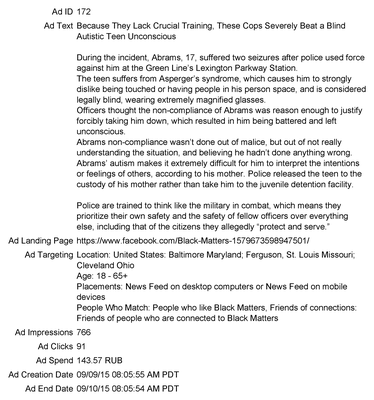 Ad ID 172
Ad Text Because They Lack Crucial Training, These Cops Severely Beat a Blind
Autistic Teen Unconscious
During the incident, Abrams, 17, suffered two seizures after police used force
against him at the Green Line's Lexington Parkway Station.
The teen suffers from Asperger's syndrome, which causes him to strongly
dislike being touched or having people in his person space, and is considered
legally blind, wearing extremely magnified glasses.
Officers thought the non-compliance of Abrams was reason enough to justify
forcibly taking him down, which resulted in him being battered and left
unconscious.
Abrams non-compliance wasn't done out of malice, but out of not really
understanding the situation, and believing he hadn't done anything wrong.
Abrams' autism makes it extremely difficult for him to interpret the intentions
or feelings of others, according to his mother. Police released the teen to the
custody of his mother rather than take him to the juvenile detention facility.
Police are trained to think like the military in combat, which means they
prioritize their own safety and the safety of fellow officers over everything
else, including that of the citizens they allegedly "protect and serve."
Ad Landing Page https://www.facebook.com/Black-Matters-1579673598947501/
Ad Targeting Location: United States: Baltimore Maryland; Ferguson, St. Louis Missouri;
Cleveland Ohio
Age: 18 - 65+
Placements: News Feed on desktop computers or News Feed on mobile
devices
People Who Match: People who like Black Matters, Friends of connections:
Friends of people who are connected to Black Matters
Ad Impressions 766
Ad Clicks 91
Ad Spend 143.57 RUB
Ad Creation Date 09/09/15 08:05:55 AM PDT
Ad End Date 09/10/15 08:05:54 AM PDT